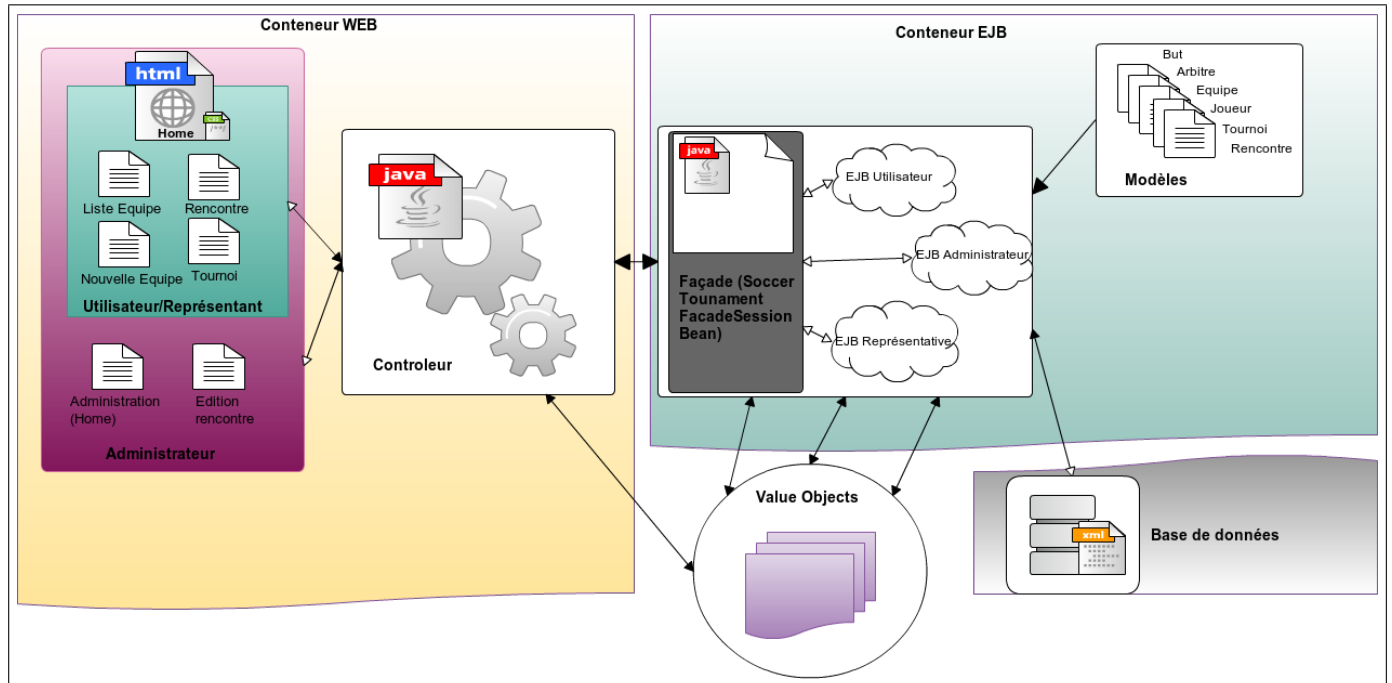 Conteneur WEB
html
Home
CSS
Liste Equipe
Rencontre
Nouvelle Equipe
Tournoi
Utilisateur/Représentant
Administration
(Home)
Edition
rencontre
Administrateur
java
Controleur
Conteneur EJB
java
Façade (Soccer
Tounament
FacadeSession
Bean)
EJB Utilisateur
EJB Administrateur
EJB Représentative
But
Arbitre
Equipe
Joueur
Tournoi
Rencontre
Modèles
Value Objects
xml
Base de données